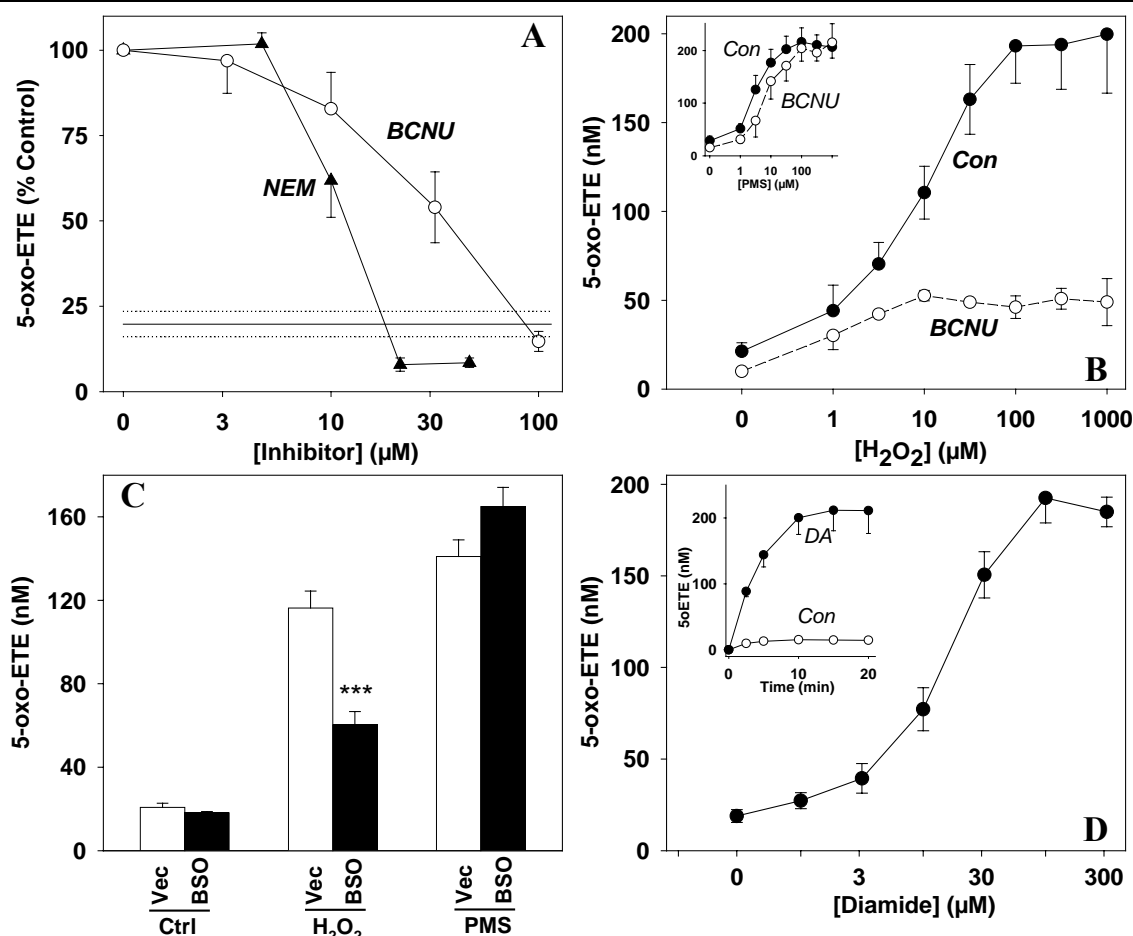 A
5-oxo-ETE (% Control)
100
75
50
25
0
BCNU
NEM
0 3 10 30 100
[Inhibitor] (µM)
B
5-oxo-ETE (nM)
200
150
100
50
0
Con
BCNU
200
100
0
Con
BCNU
0 1 10 100
[PMS] (µM)
0 1 10 100 1000
[H2O2] (µM)
C
5-oxo-ETE (nM)
160
120
80
40
0
***
Vec BSO Vec BSO Vec BSO
Ctrl H2O2 PMS
D
5-oxo-ETE (nM)
200
150
100
50
0
5oETE (nM)
200
100
0
DA
Con
0 10 20
Time (min)
0 3 30 300
[Diamide] (µM)